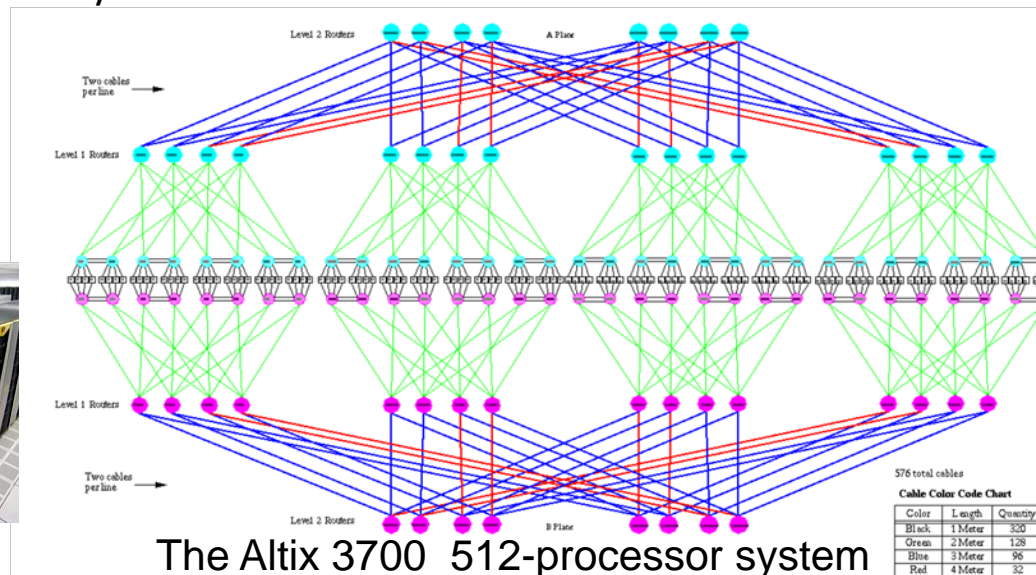 Level 2 Routers
A Plane
Two cables
per line
Level 1 Routers
Level 1 Routers
Two cables
per line
576 total cables
Cable Color Code Chart
Color Length Quantity
Black 1 Meter 320
Green 2 Meter 128
Blue 3 Meter 96
Red 4 Meter 32
Level 2 Routers
B Plane
The Altix 3700 512-processor system